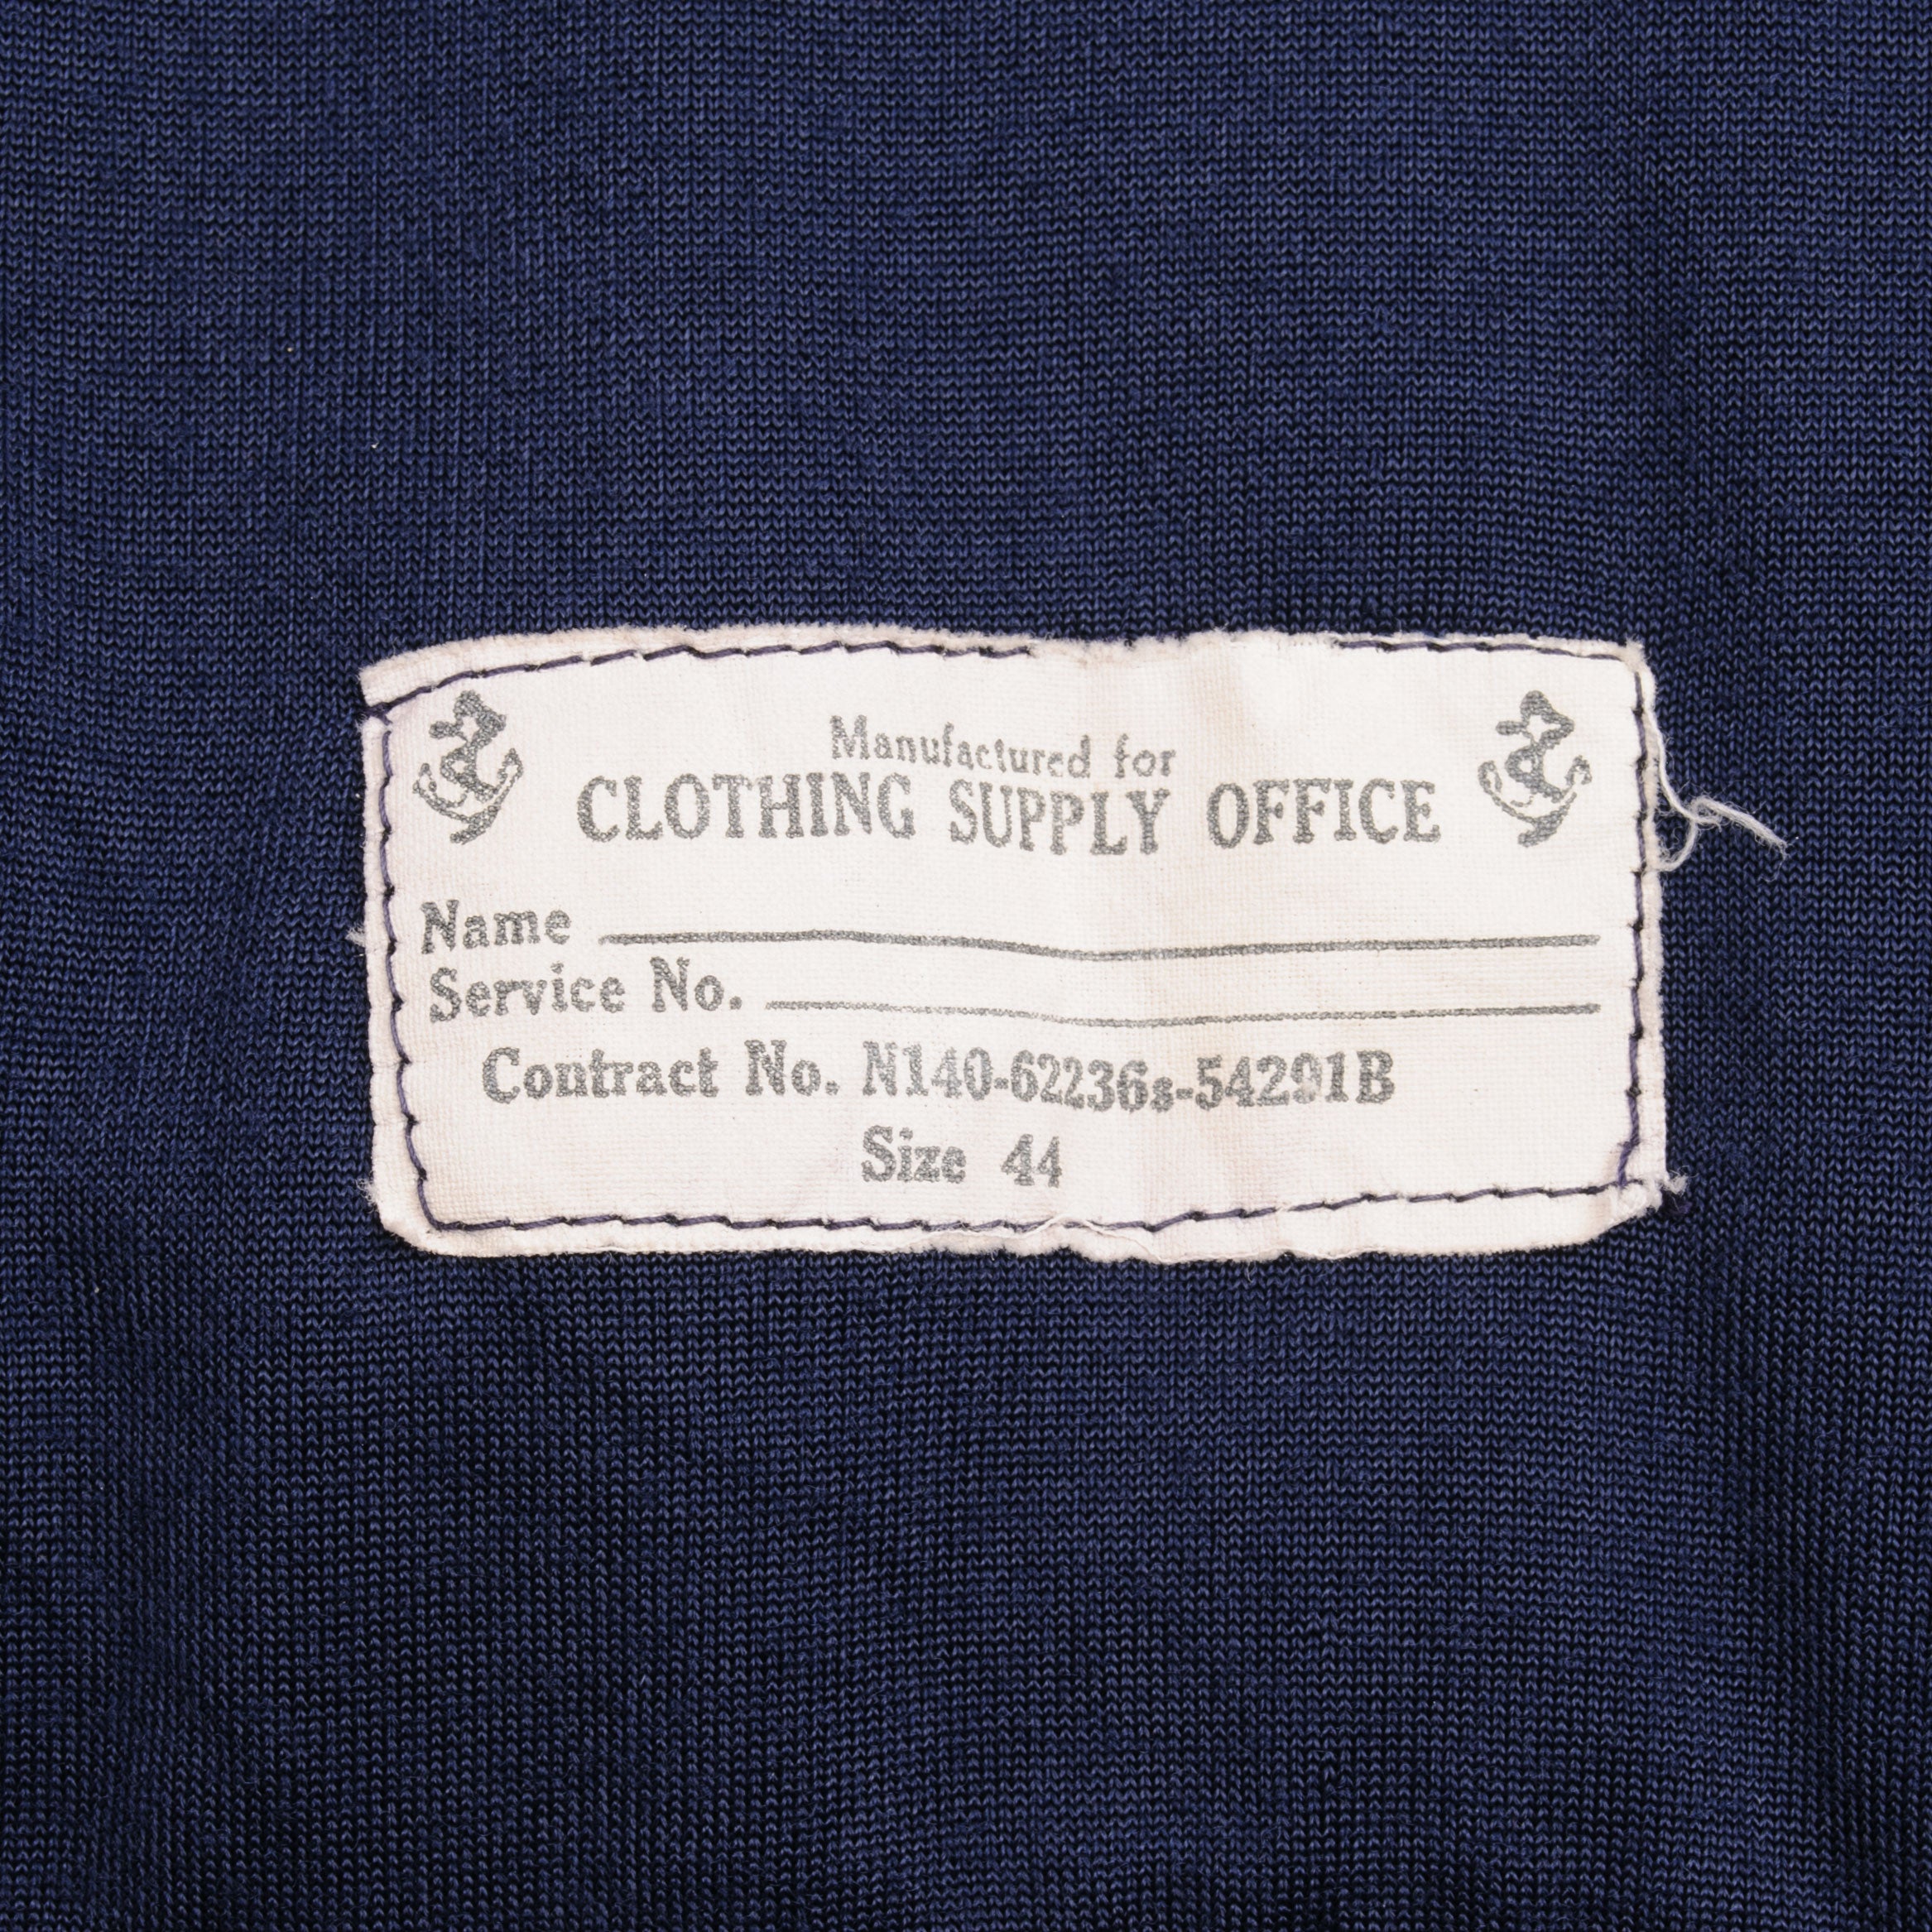 Manufactured for
CLOTHING SUPPLY OFFICE
Name
Service No.
Contract No. N140-62236s-54291B
Size 44